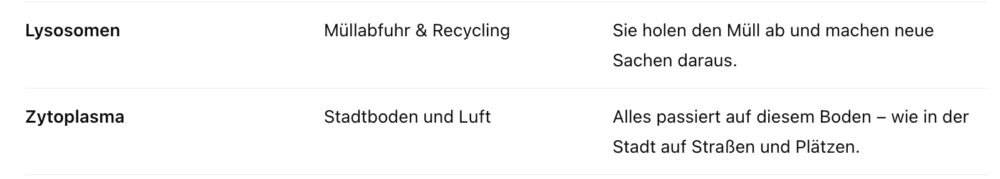 Lysosomen Müllabfuhr & Recycling Sie holen den Müll ab und machen neue
Sachen daraus.
Zytoplasma Stadtboden und Luft Alles passiert auf diesem Boden – wie in der
Stadt auf Straßen und Plätzen.